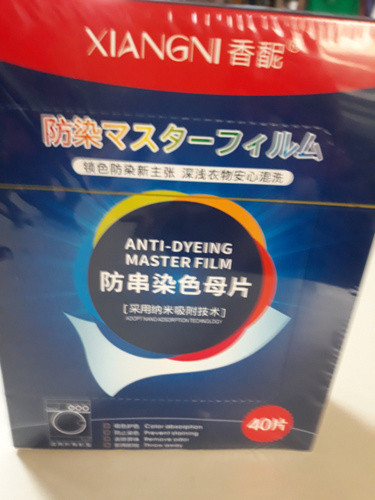 XIANGNI 香妮®
防染マスターフィルム
锁色防染新主张 深浅衣物安心混洗
ANTI-DYEING
MASTER FILM
防串染色母片
[采用纳米吸附技术]
ADOPT NANO ADSORPTION TECHNOLOGY
Color absorption
Prevent staining
Remove odor
40片